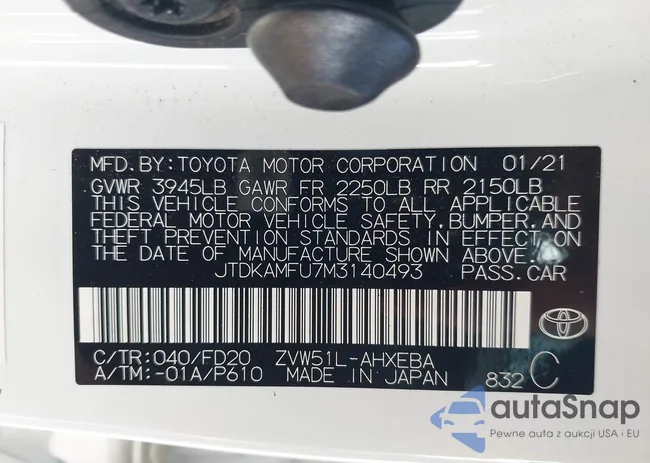 MFD. BY: TOYOTA MOTOR CORPORATION 01/21
GVWR 3945LB GAWR FR 2250LB RR 2150LB
THIS VEHICLE CONFORMS TO ALL APPLICABLE
FEDERAL MOTOR VEHICLE SAFETY, BUMPER, AND
THEFT PREVENTION STANDARDS IN EFFECT ON
THE DATE OF MANUFACTURE SHOWN ABOVE.
JTDKAMFU7M3140493 PASS. CAR
C/TR: 040/FD20 ZVW51L-AHXEBA
A/TM: -01A/P610 MADE IN JAPAN 832 C
autaSnap
Pewne auta z aukcji USA i EU